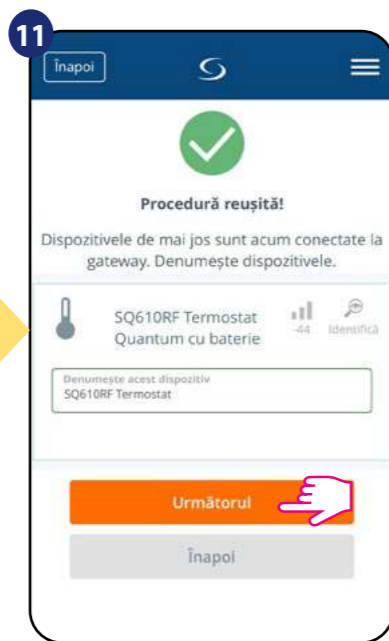 11
Înapoi
Procedură reușită!
Dispozitivele de mai jos sunt acum conectate la
gateway. Denumește dispozitivele.
SQ610RF Termostat
Quantum cu baterie
-44
Identifică
Denumește acest dispozitiv
SQ610RF Termostat
Următorul
Înapoi